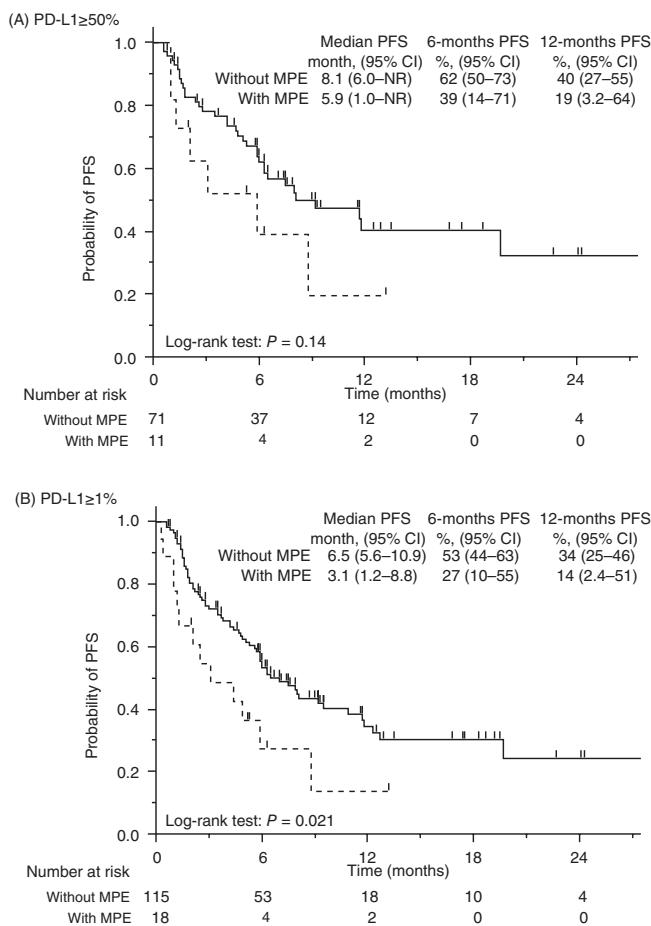 (A) PD-L1≥50%
Median PFS 6-months PFS 12-months PFS
month, (95% CI) %, (95% CI) %, (95% CI)
Without MPE 8.1 (6.0–NR) 62 (50–73) 40 (27–55)
With MPE 5.9 (1.0–NR) 39 (14–71) 19 (3.2–64)
1.0
0.8
0.6
0.4
0.2
0.0
Probability of PFS
Log-rank test: P = 0.14
0 6 12 18 24
Time (months)
Number at risk
Without MPE 71 37 12 7 4
With MPE 11 4 2 0 0
(B) PD-L1≥1%
Median PFS 6-months PFS 12-months PFS
month, (95% CI) %, (95% CI) %, (95% CI)
Without MPE 6.5 (5.6–10.9) 53 (44–63) 34 (25–46)
With MPE 3.1 (1.2–8.8) 27 (10–55) 14 (2.4–51)
1.0
0.8
0.6
0.4
0.2
0.0
Probability of PFS
Log-rank test: P = 0.021
0 6 12 18 24
Time (months)
Number at risk
Without MPE 115 53 18 10 4
With MPE 18 4 2 0 0